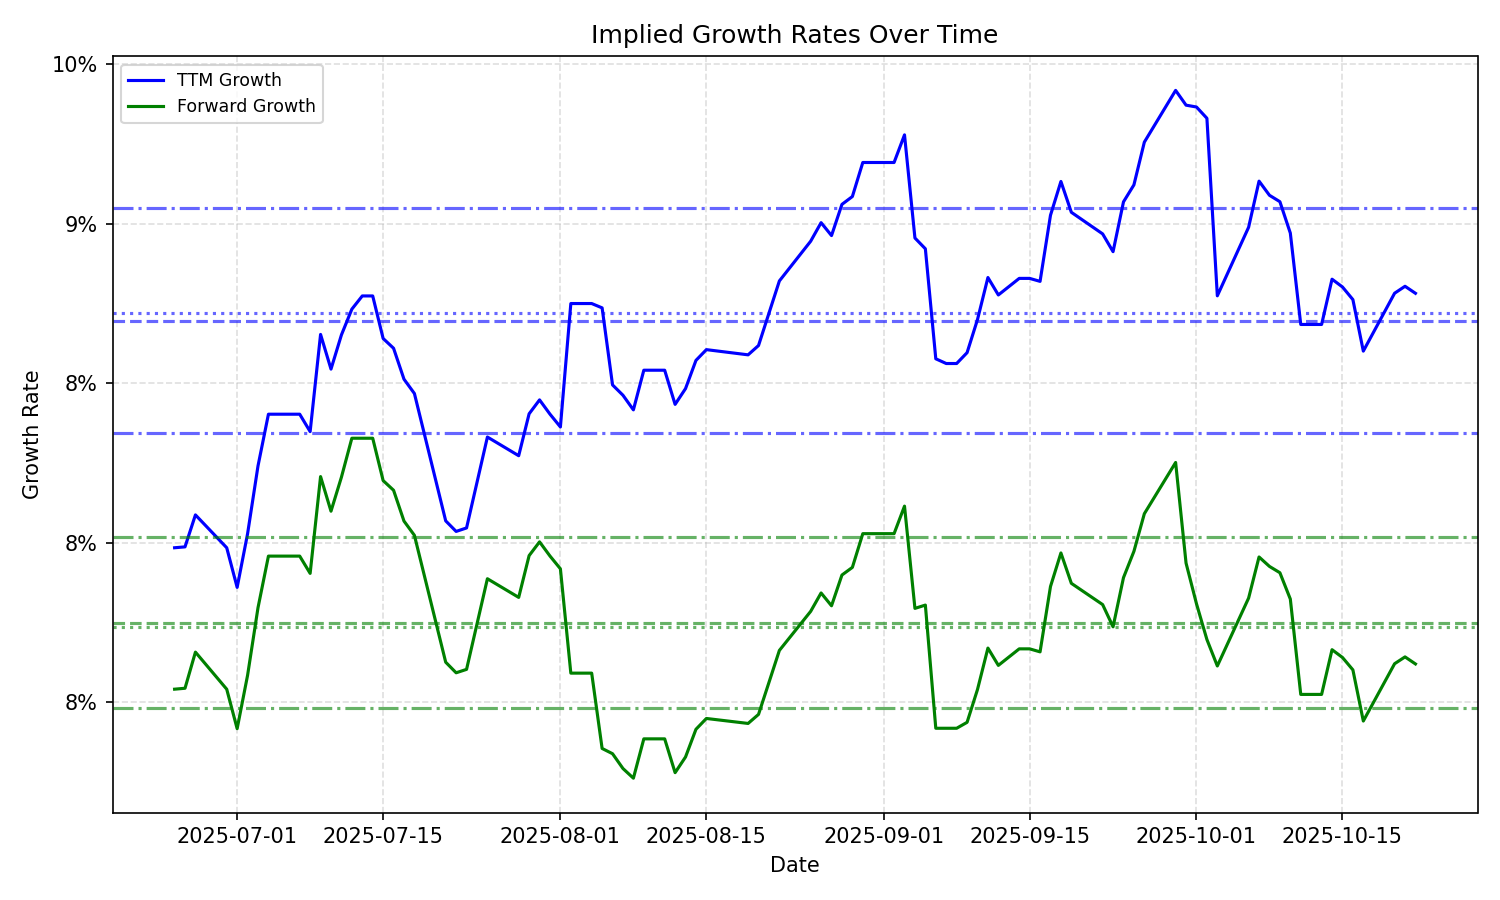 Implied Growth Rates Over Time
TTM Growth
Forward Growth
10%
9%
8%
8%
8%
Growth Rate
2025-07-01
2025-07-15
2025-08-01
2025-08-15
2025-09-01
2025-09-15
2025-10-01
2025-10-15
Date